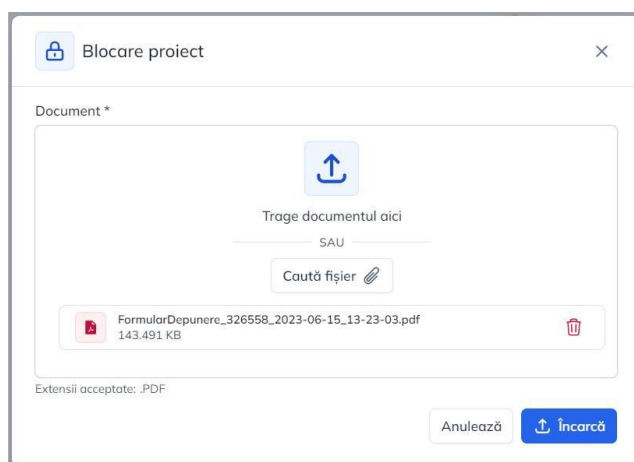 Blocare proiect
Document *
Trage documentul aici
SAU
Caută fișier
FormularDepunere_326558_2023-06-15_13-23-03.pdf
143.491 KB
Extensii acceptate: .PDF
Anulează
Încarcă